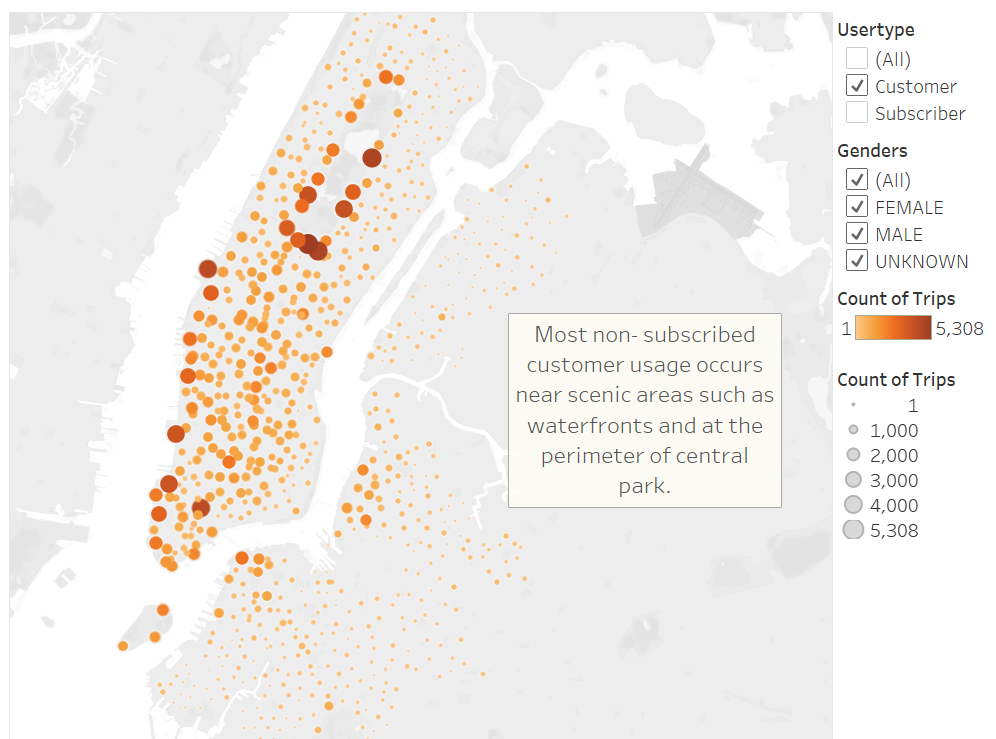 Usertype
(All)
Customer
Subscriber
Genders
(All)
FEMALE
MALE
UNKNOWN
Count of Trips
1 5,308
Count of Trips
1
1,000
2,000
3,000
4,000
5,308
Most non- subscribed
customer usage occurs
near scenic areas such as
waterfronts and at the
perimeter of central
park.